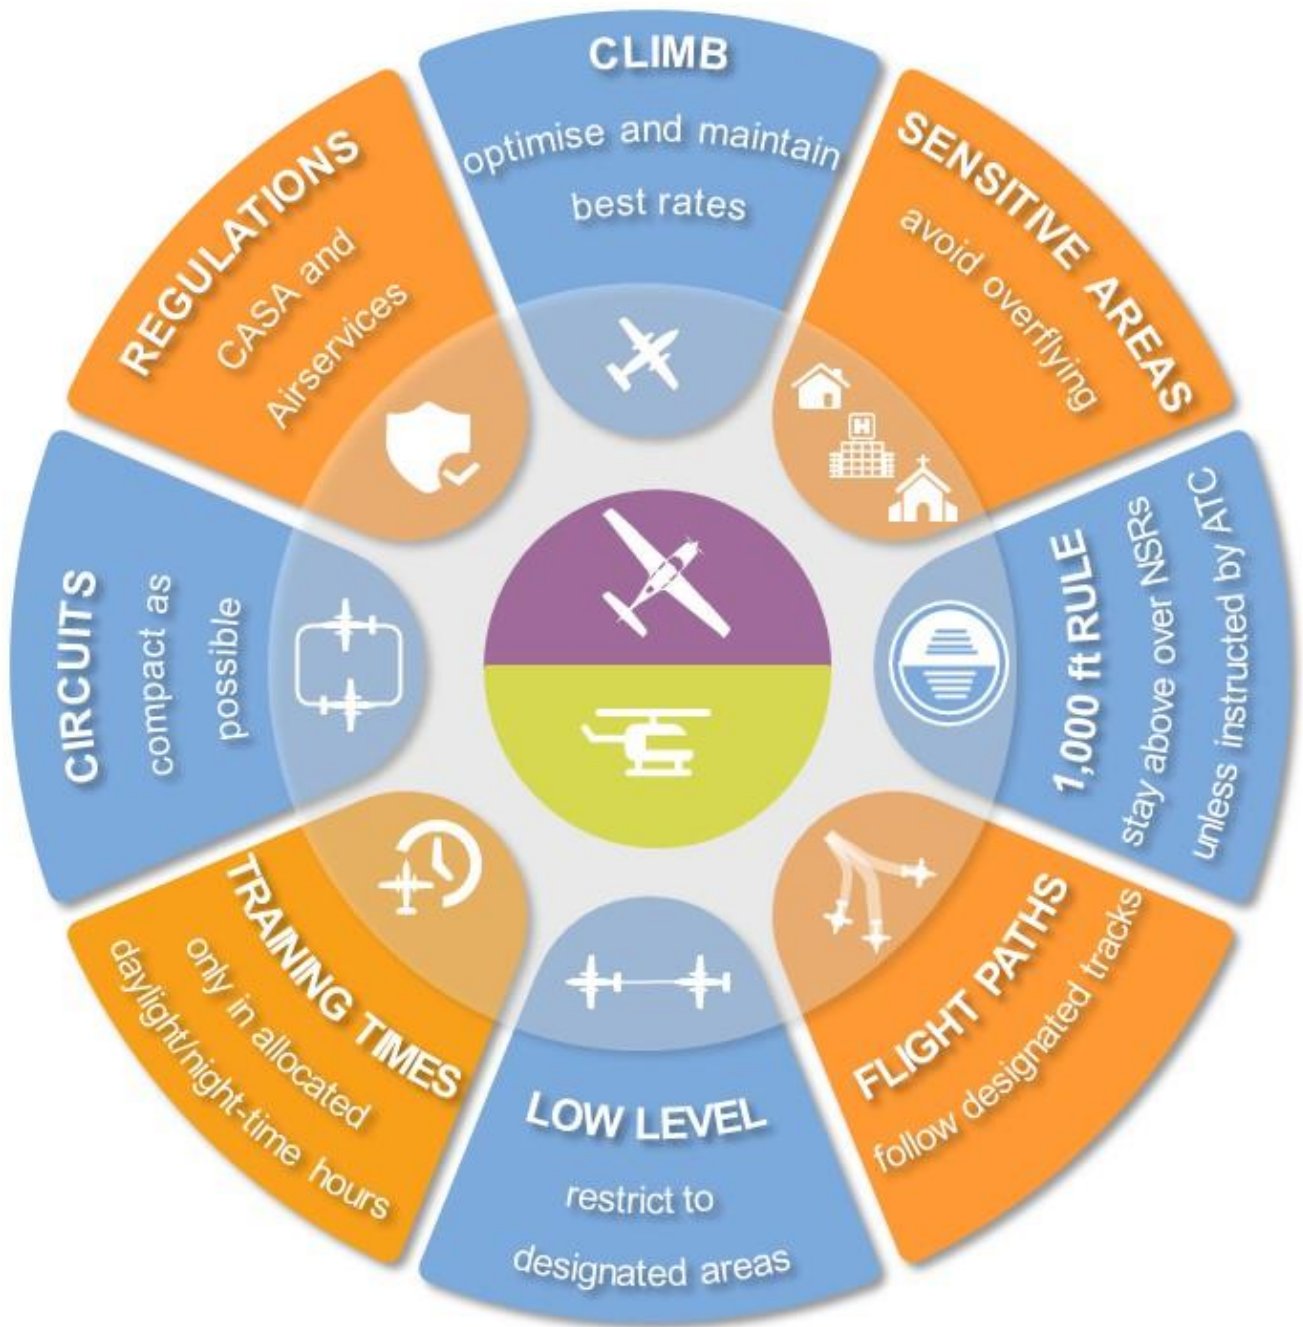 CLIMB
optimise and maintain
best rates
SENSITIVE AREAS
avoid overflying
H
1,000 ft RULE
stay above over NSRs
unless instructed by ATC
FLIGHT PATHS
follow designated tracks
LOW LEVEL
restrict to
designated areas
TRAINING TIMES
only in allocated
daylight/night-time hours
CIRCUITS
compact as
possible
REGULATIONS
CASA and
Airservices